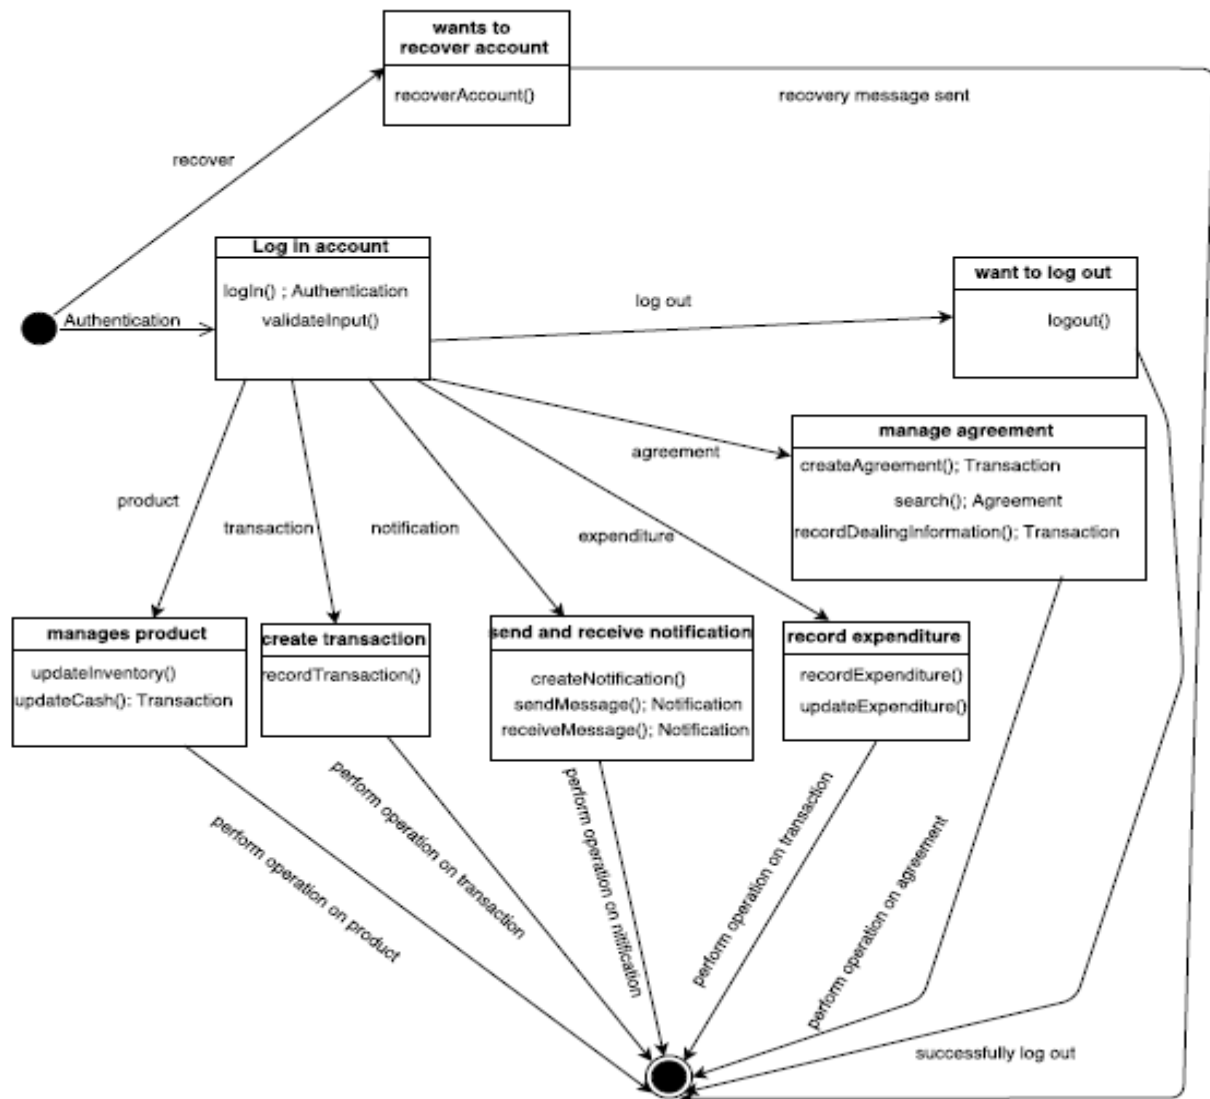 wants to
recover account
recoverAccount()
recovery message sent
recover
Log in account
logIn() ; Authentication
validateInput()
Authentication
log out
want to log out
logout()
manage agreement
createAgreement(); Transaction
search(); Agreement
recordDealingInformation(); Transaction
agreement
product
transaction
notification
expenditure
manages product
updateInventory()
updateCash(): Transaction
create transaction
recordTransaction()
send and receive notification
createNotification()
sendMessage(); Notification
receiveMessage(); Notification
record expenditure
recordExpenditure()
updateExpenditure()
perform operation on product
perform operation on transaction
perform operation on nitification
perform operation on transaction
perform operation on agreement
successfully log out